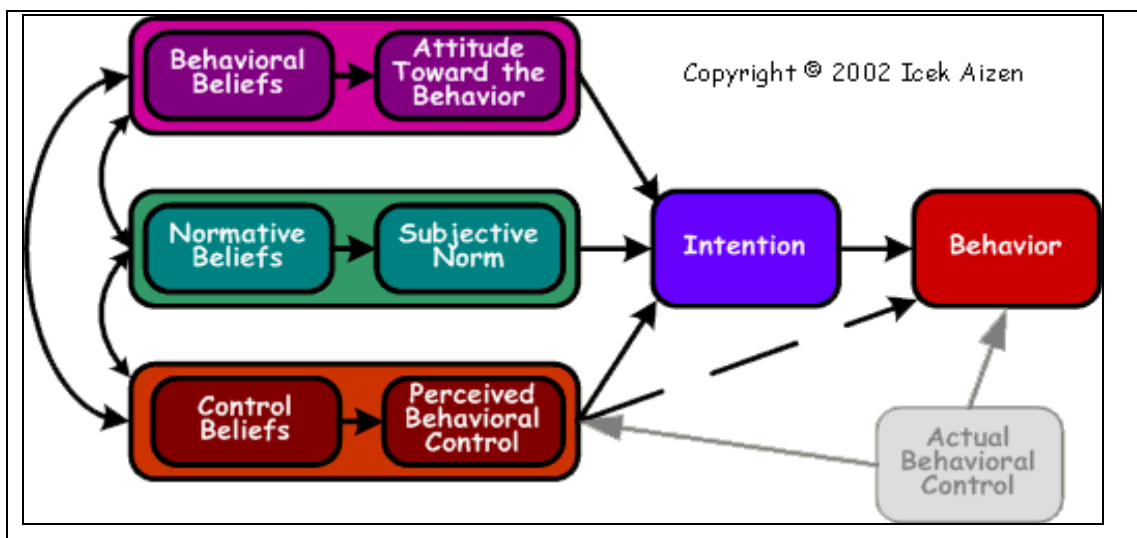 Behavioral
Beliefs
Attitude
Toward the
Behavior
Copyright © 2002 Icek Aizen
Normative
Beliefs
Subjective
Norm
Intention
Behavior
Control
Beliefs
Perceived
Behavioral
Control
Actual
Behavioral
Control